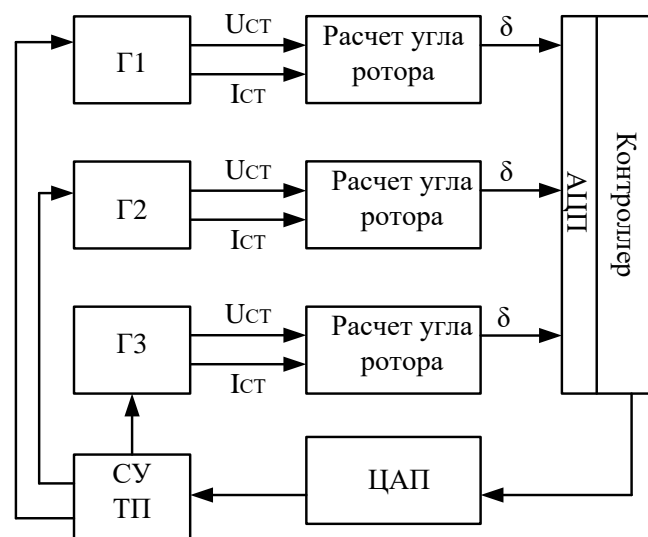 Г1
Uст
Iст
Расчет угла
ротора
δ
Г2
Uст
Iст
Расчет угла
ротора
δ
Г3
Uст
Iст
Расчет угла
ротора
δ
АЦП
Контроллер
СУ
ТП
ЦАП